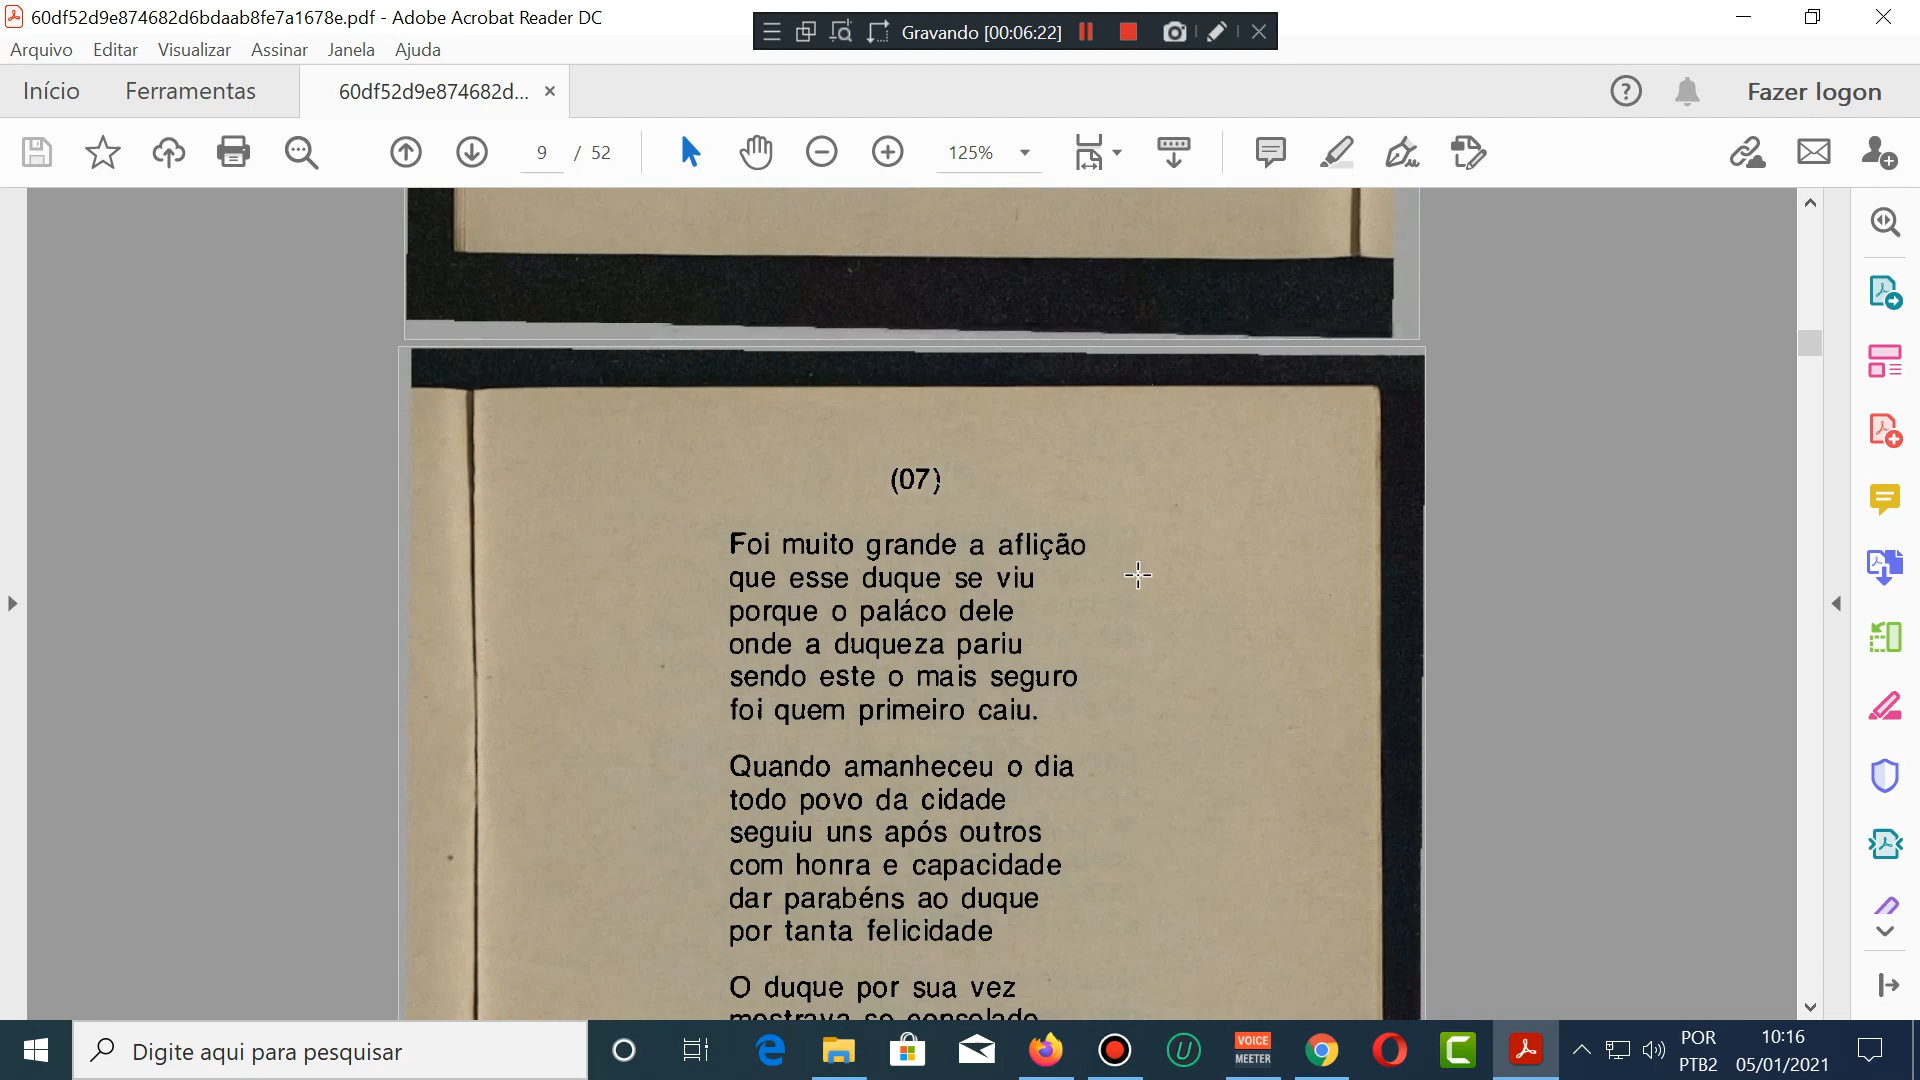 60df52d9e874682d6bdaab8fe7a1678e.pdf - Adobe Acrobat Reader DC
Gravando [00:06:22]
Arquivo Editar Visualizar Assinar Janela Ajuda
Início Ferramentas 60df52d9e874682d... Fazer logon
9 / 52 125%
(07)
Foi muito grande a aflição
que esse duque se viu
porque o paláco dele
onde a duqueza pariu
sendo este o mais seguro
foi quem primeiro caiu.
Quando amanheceu o dia
todo povo da cidade
seguiu uns após outros
com honra e capacidade
dar parabéns ao duque
por tanta felicidade
O duque por sua vez
mostrava se consolado
Digite aqui para pesquisar
VOICE
MEETER
POR
PTB2
10:16
05/01/2021